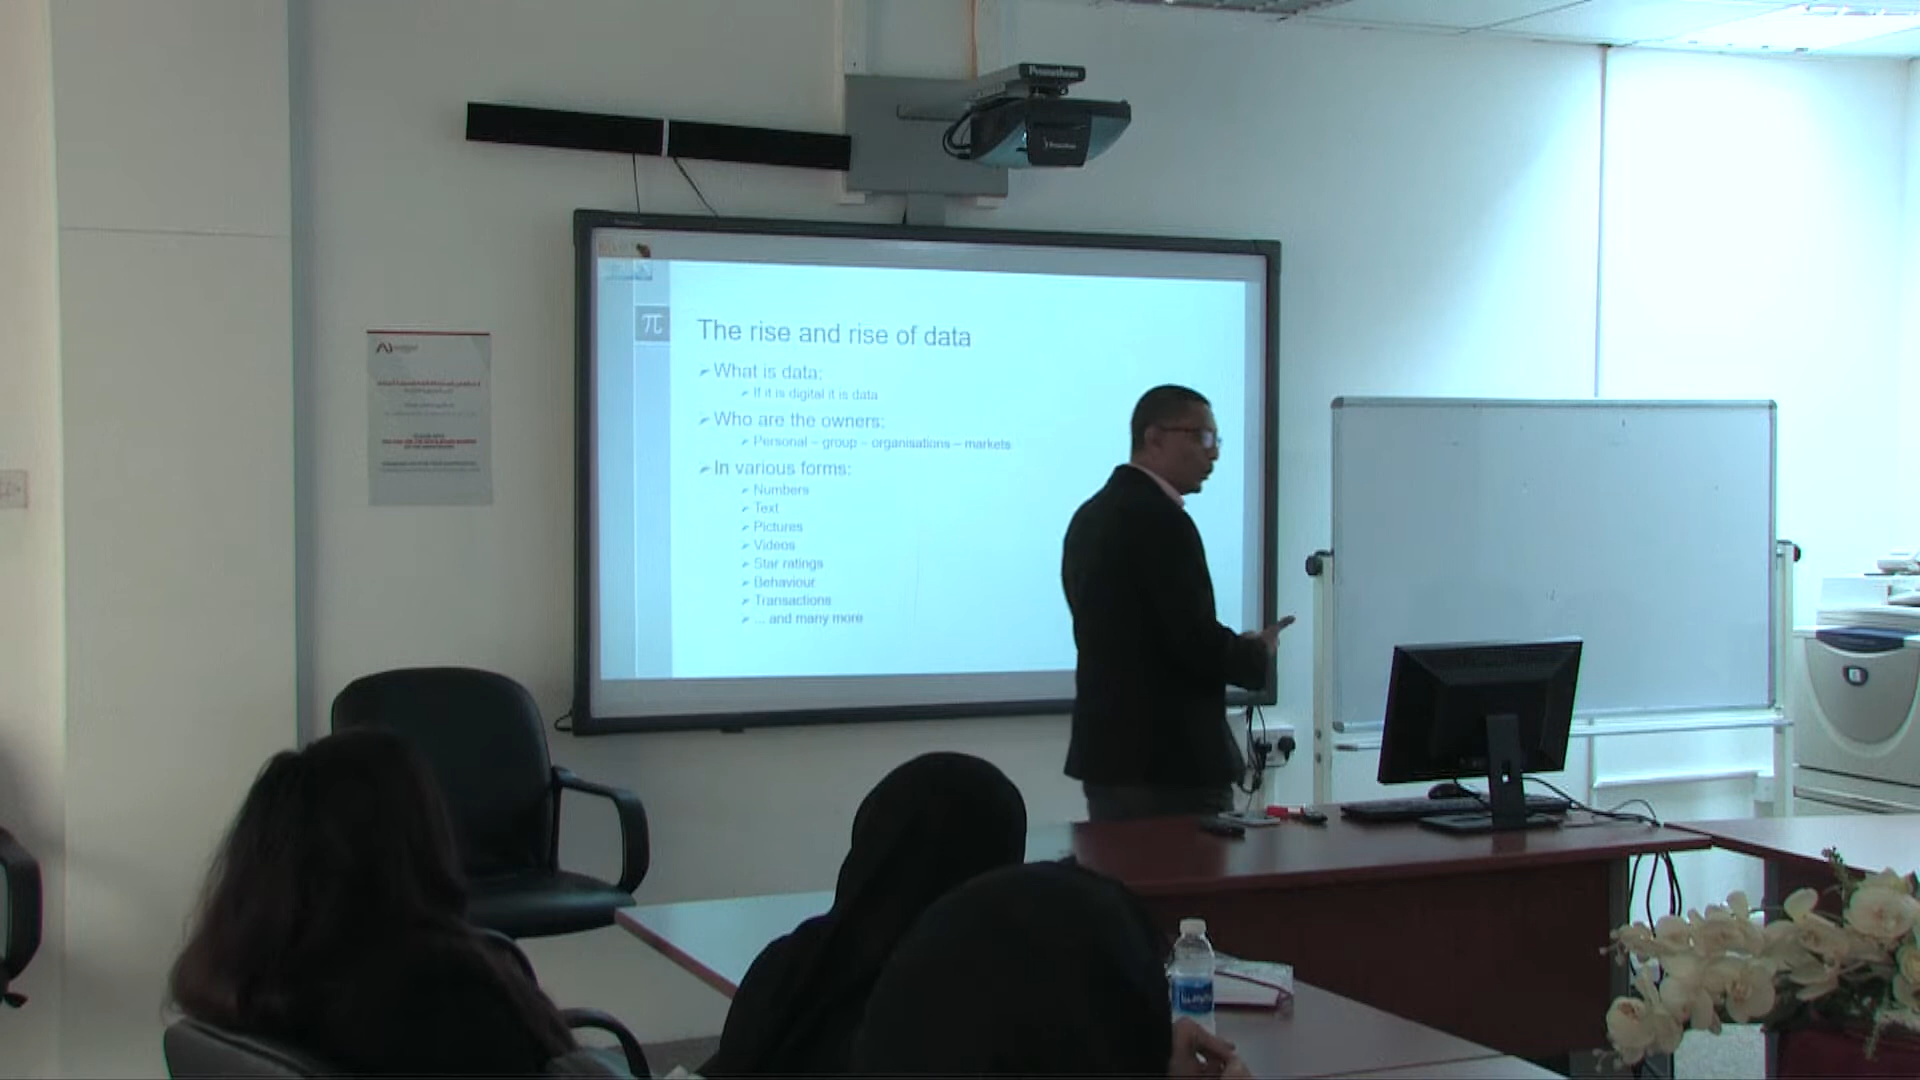 Promethean
π
The rise and rise of data
What is data:
If it is digital it is data
Who are the owners:
Personal – group – organisations – markets
In various forms:
Numbers
Text
Pictures
Videos
Star ratings
Behaviour
Transactions
... and many more